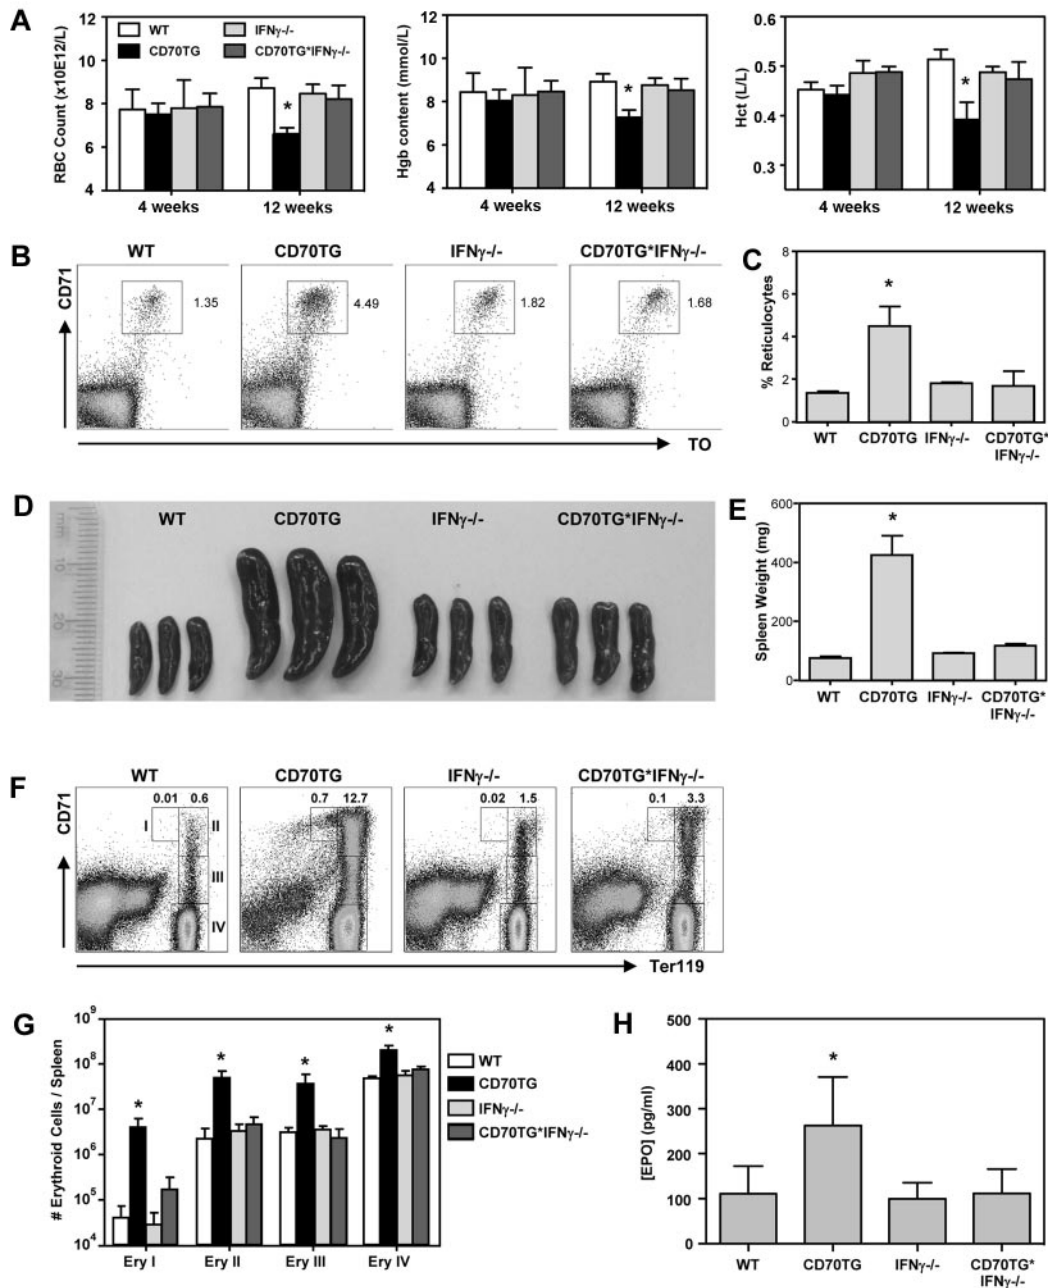 A
RBC Count (x10E12/L)
12
10
8
6
4
WT
CD70TG
IFNγ-/-
CD70TG*IFNγ-/-
*
4 weeks
12 weeks
Hgb content (mmol/L)
12
10
8
6
4
*
4 weeks
12 weeks
Hct (L/L)
0.6
0.5
0.4
0.3
*
4 weeks
12 weeks
B
WT
CD70TG
IFNγ-/-
CD70TG*IFNγ-/-
CD71
1.35
4.49
1.82
1.68
TO
C
% Reticulocytes
8
6
4
2
0
*
WT
CD70TG
IFNγ-/-
CD70TG*
IFNγ-/-
D
mm
10
20
30
WT
CD70TG
IFNγ-/-
CD70TG*IFNγ-/-
E
Spleen Weight (mg)
600
400
200
0
*
WT
CD70TG
IFNγ-/-
CD70TG*
IFNγ-/-
F
WT
CD70TG
IFNγ-/-
CD70TG*IFNγ-/-
CD71
0.01 0.6
0.7 12.7
0.02 1.5
0.1 3.3
I
II
III
IV
Ter119
G
# Erythroid Cells / Spleen
10⁹
10⁸
10⁷
10⁶
10⁵
10⁴
*
*
*
*
Ery I
Ery II
Ery III
Ery IV
WT
CD70TG
IFNγ-/-
CD70TG*IFNγ-/-
H
[EPO] (pg/ml)
500
400
300
200
100
0
*
WT
CD70TG
IFNγ-/-
CD70TG*
IFNγ-/-